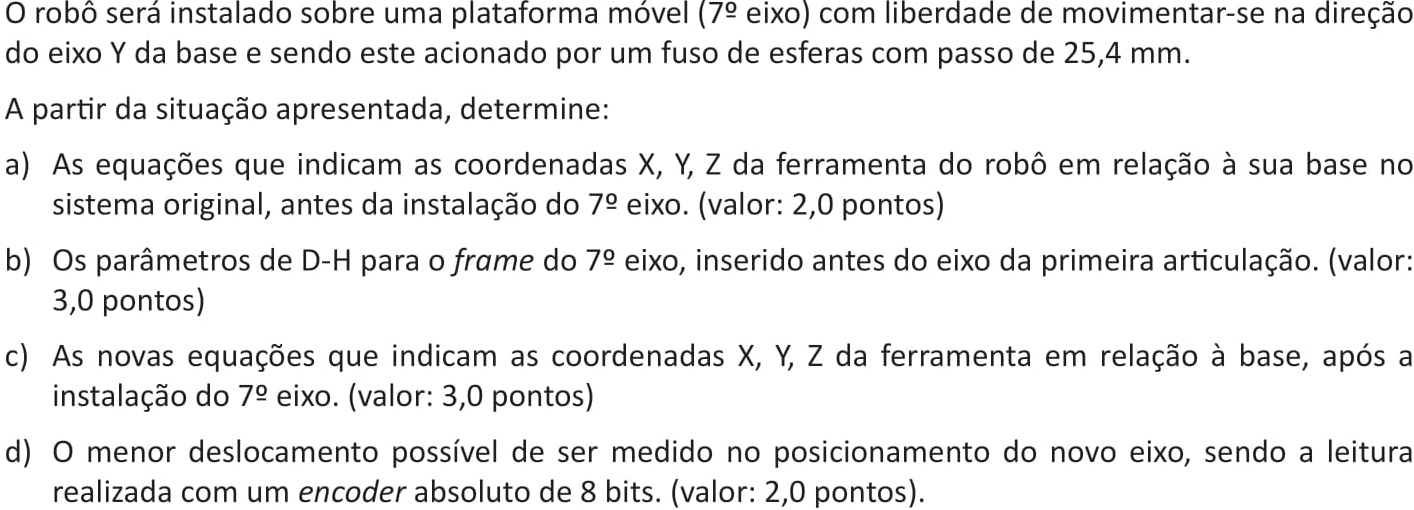 O robô será instalado sobre uma plataforma móvel (7º eixo) com liberdade de movimentar-se na direção
do eixo Y da base e sendo este acionado por um fuso de esferas com passo de 25,4 mm.
A partir da situação apresentada, determine:
a) As equações que indicam as coordenadas X, Y, Z da ferramenta do robô em relação à sua base no
sistema original, antes da instalação do 7º eixo. (valor: 2,0 pontos)
b) Os parâmetros de D-H para o frame do 7º eixo, inserido antes do eixo da primeira articulação. (valor:
3,0 pontos)
c) As novas equações que indicam as coordenadas X, Y, Z da ferramenta em relação à base, após a
instalação do 7º eixo. (valor: 3,0 pontos)
d) O menor deslocamento possível de ser medido no posicionamento do novo eixo, sendo a leitura
realizada com um encoder absoluto de 8 bits. (valor: 2,0 pontos).